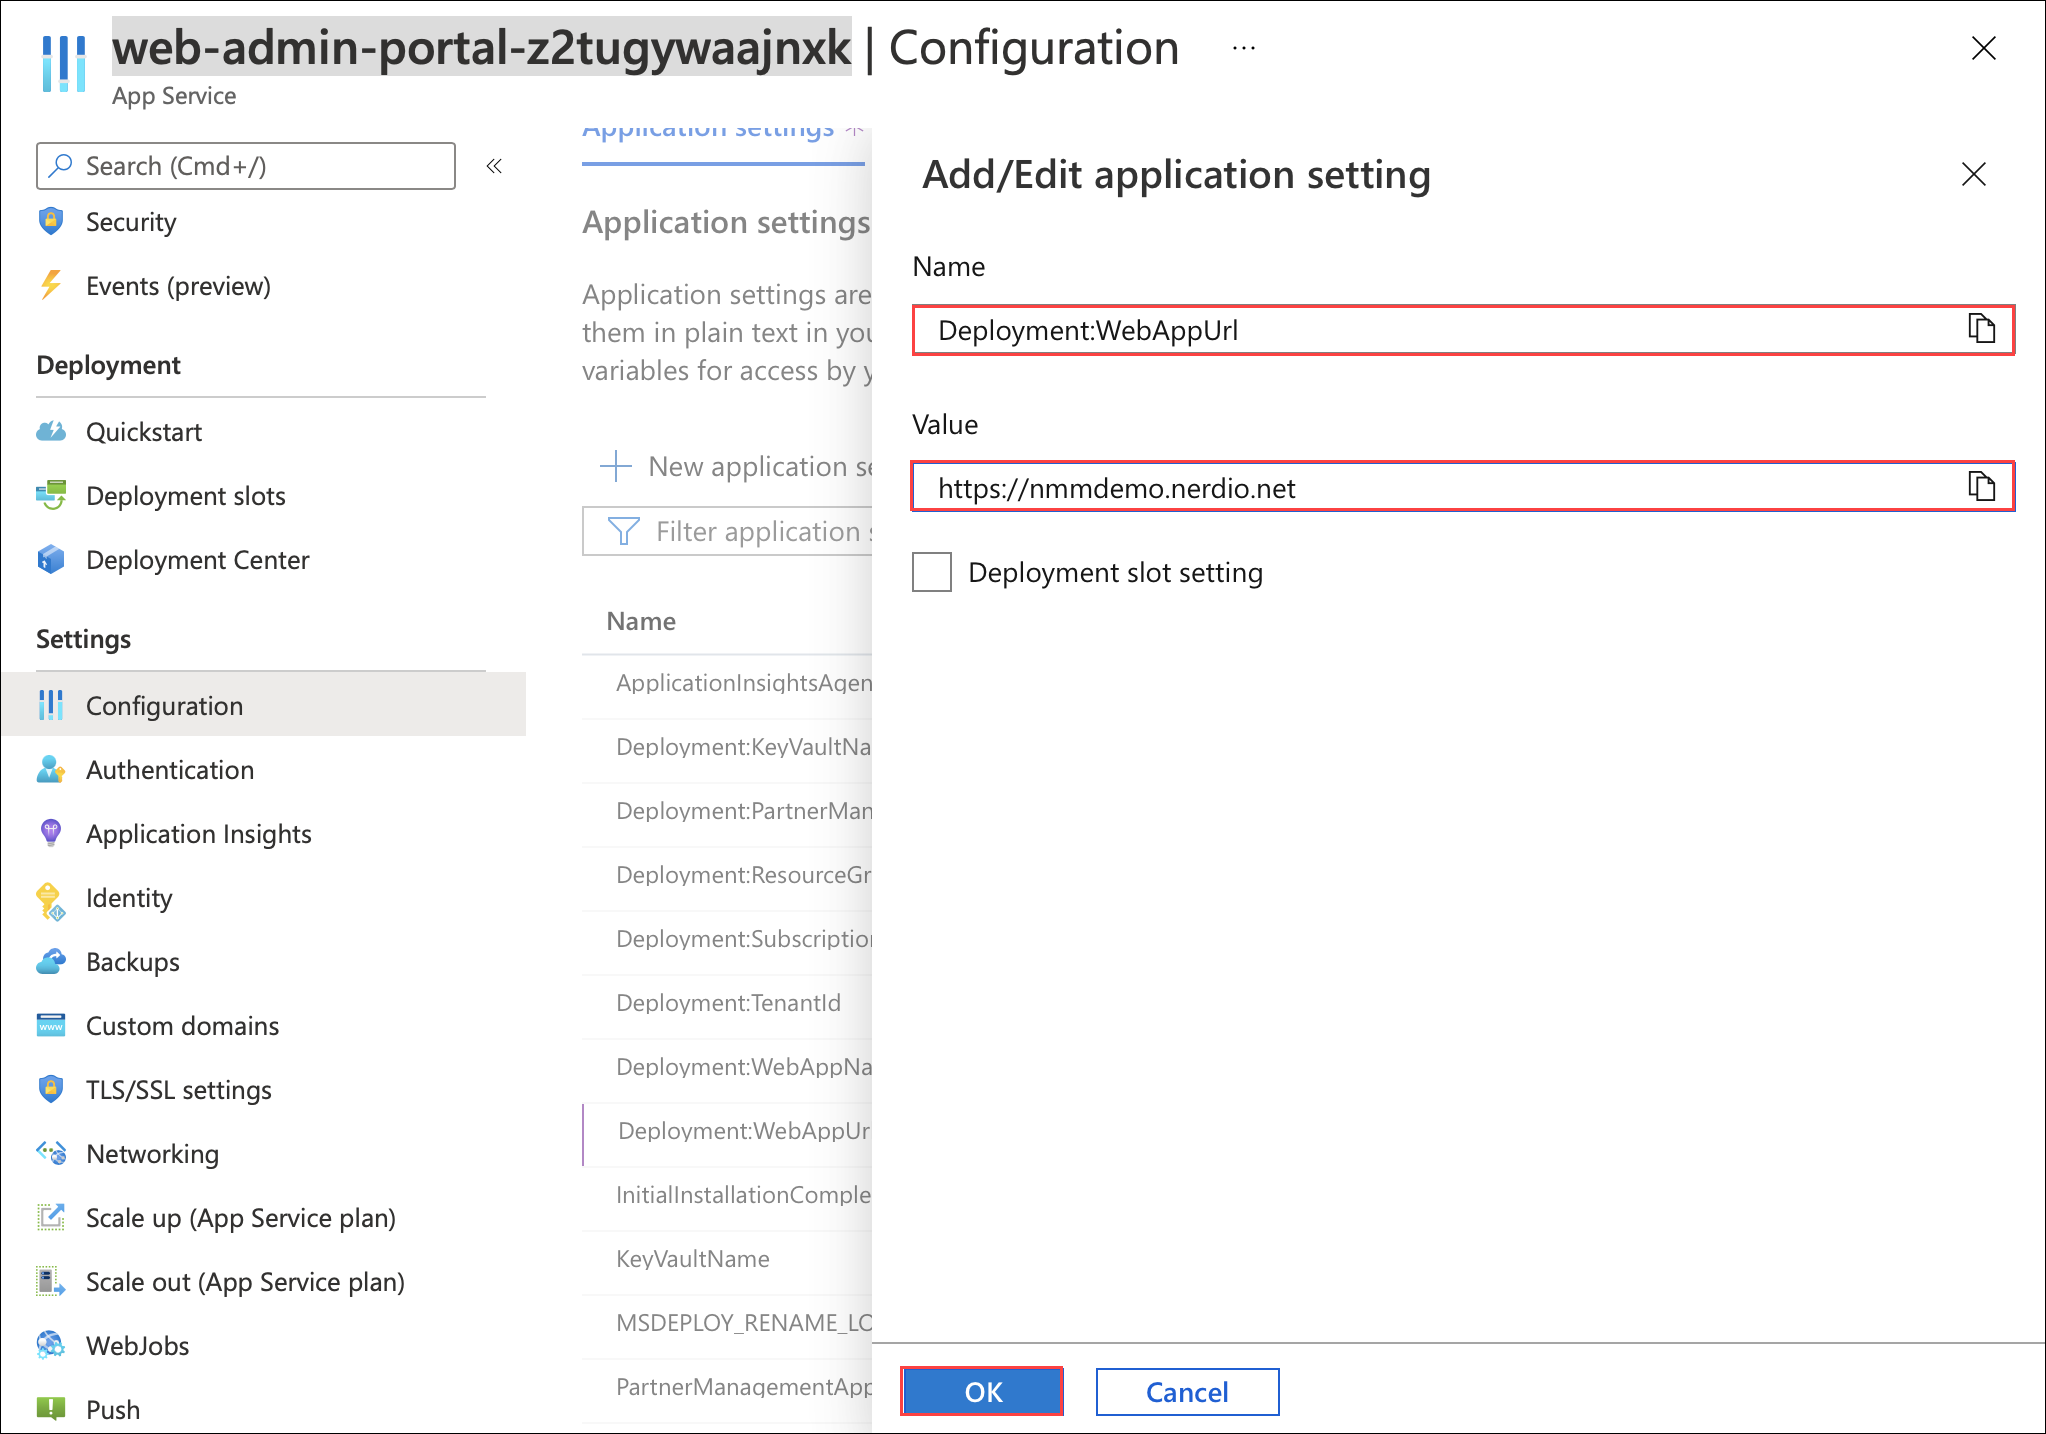 web-admin-portal-z2tugywaajnxk | Configuration ...
App Service
Search (Cmd+/)
«
Security
Events (preview)
Deployment
Quickstart
Deployment slots
Deployment Center
Settings
Configuration
Authentication
Application Insights
Identity
Backups
Custom domains
TLS/SSL settings
Networking
Scale up (App Service plan)
Scale out (App Service plan)
WebJobs
Push
Application settings *
Application settings
Application settings are
them in plain text in you
variables for access by y
New application se
Filter application s
Name
ApplicationInsightsAgen
Deployment:KeyVaultNa
Deployment:PartnerMan
Deployment:ResourceGr
Deployment:Subscription
Deployment:TenantId
Deployment:WebAppNa
Deployment:WebAppUr
InitialInstallationComple
KeyVaultName
MSDEPLOY_RENAME_LO
PartnerManagementApp
Add/Edit application setting
Name
Deployment:WebAppUrl
Value
https://nmmdemo.nerdio.net
Deployment slot setting
OK
Cancel